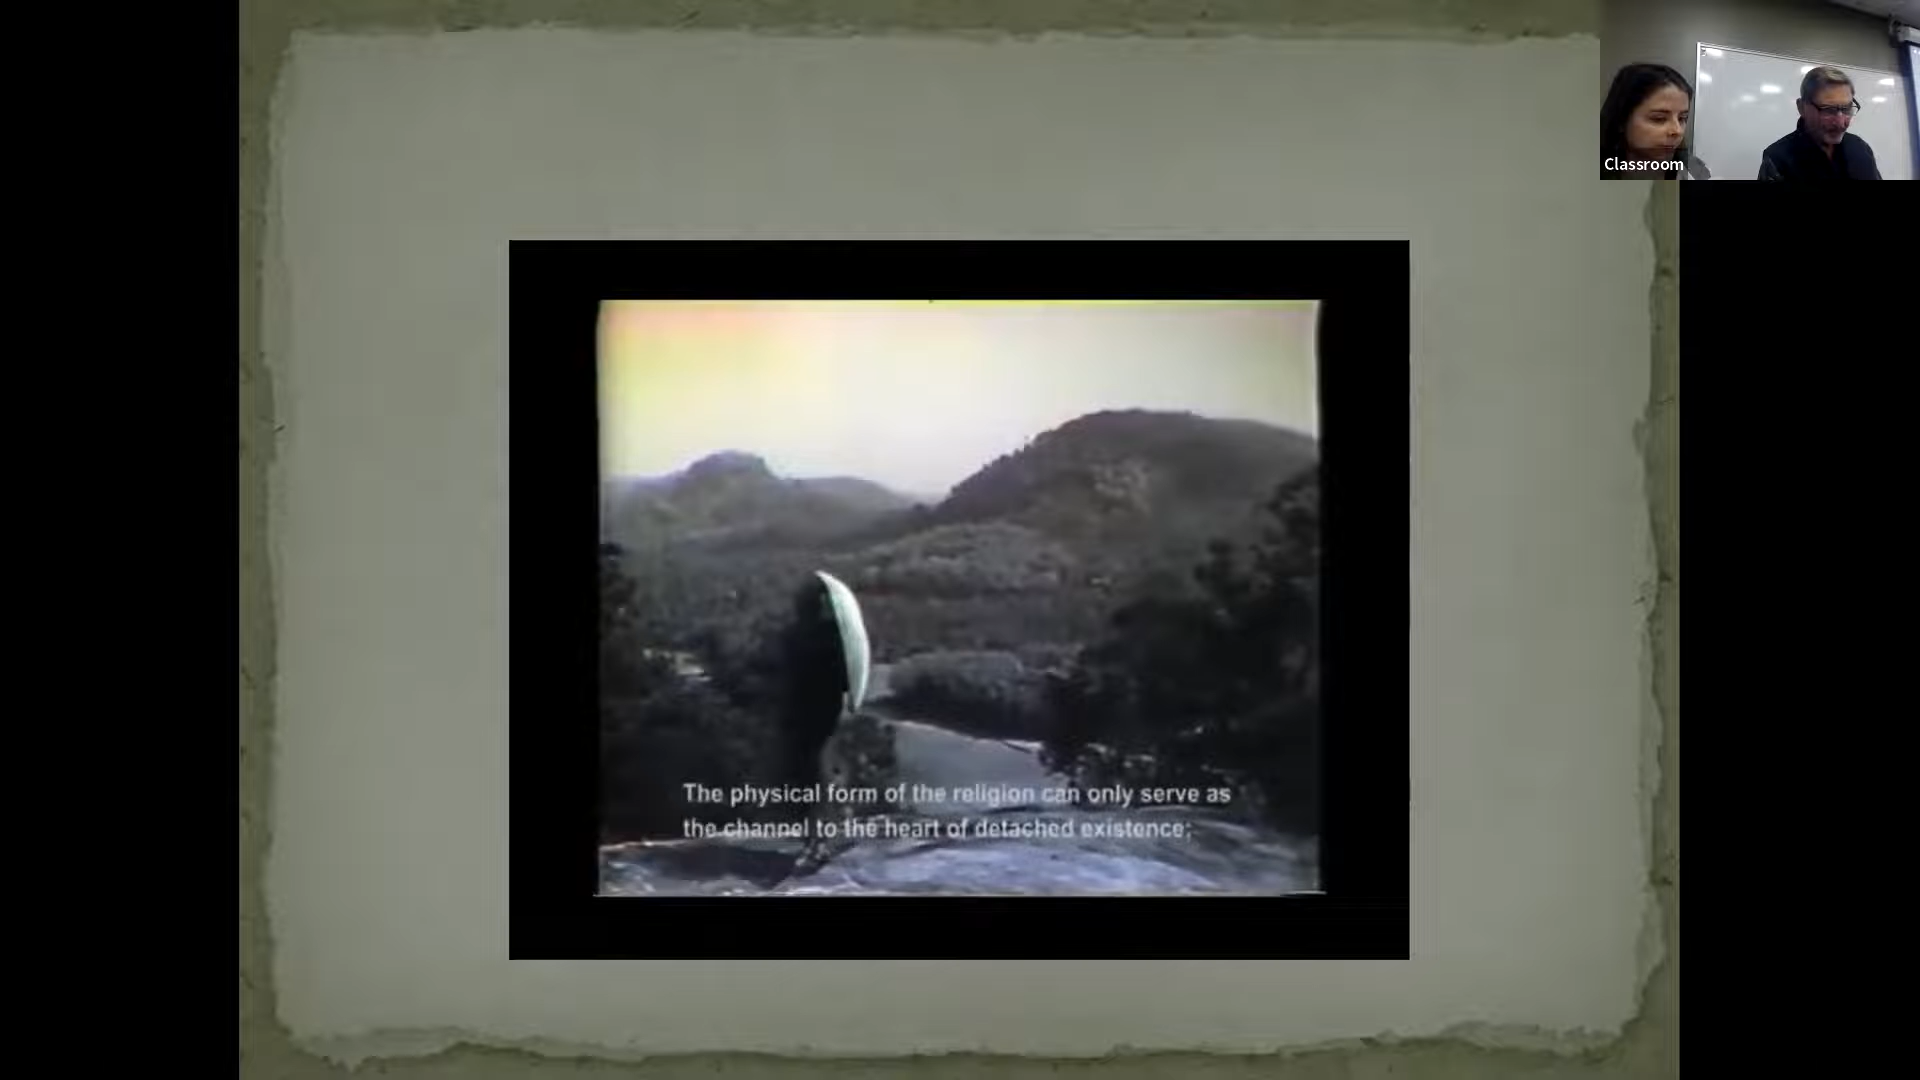 Classroom
The physical form of the religion can only serve as
the channel to the heart of detached existence;